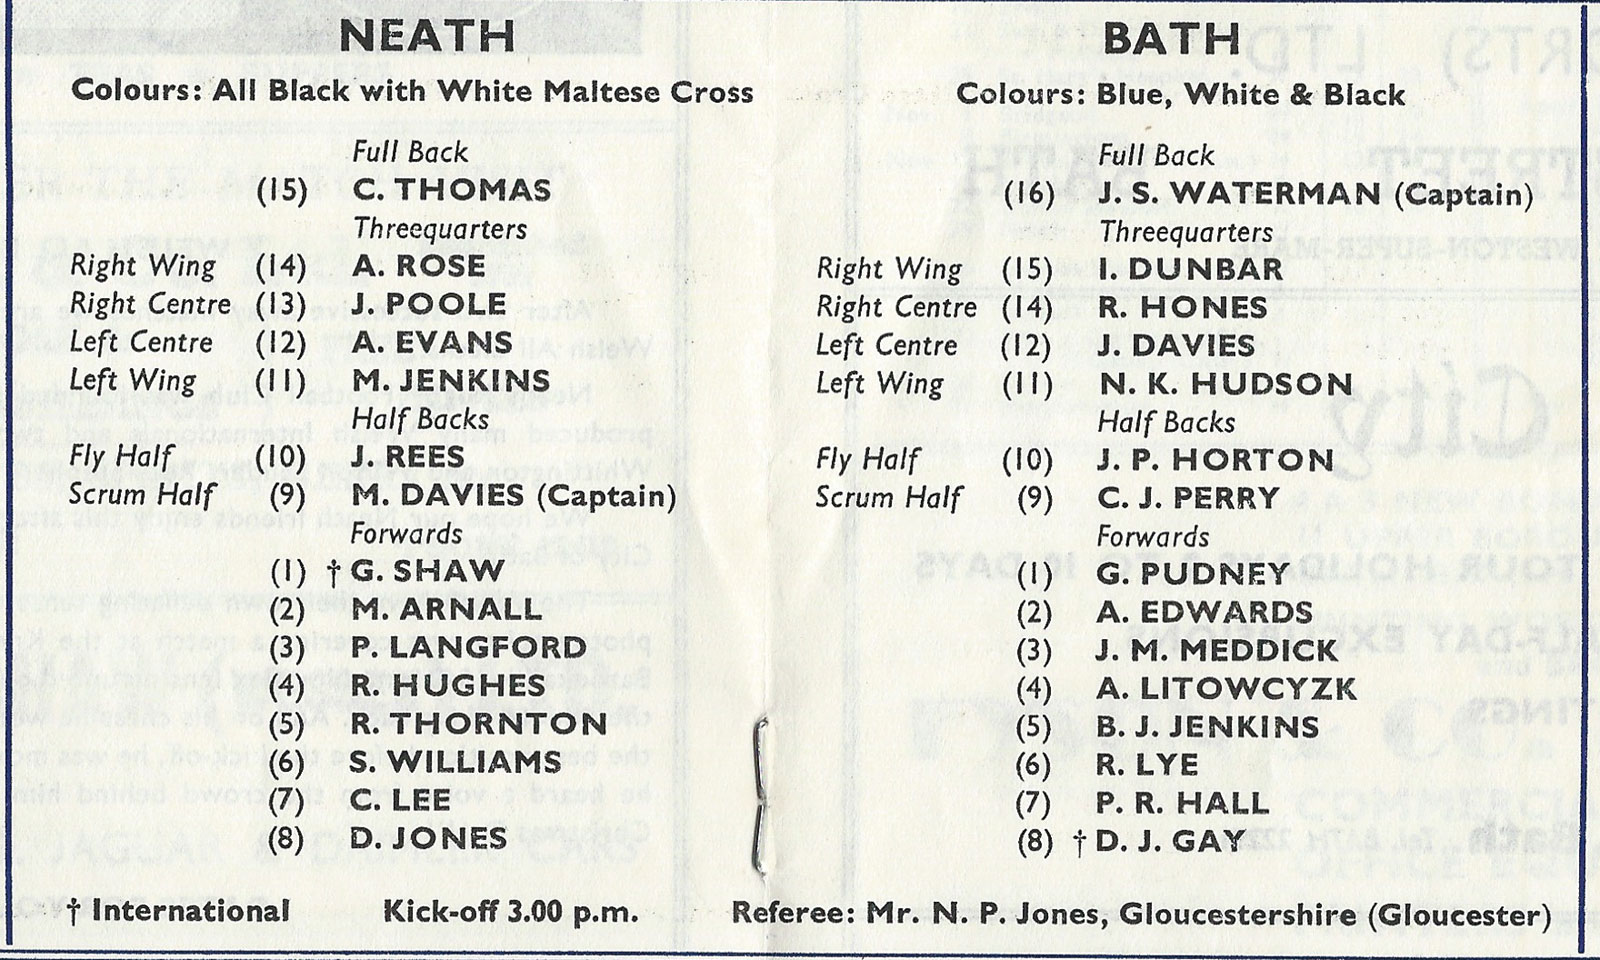 NEATH
Colours: All Black with White Maltese Cross
Full Back
(15) C. THOMAS
Threequarters
Right Wing (14) A. ROSE
Right Centre (13) J. POOLE
Left Centre (12) A. EVANS
Left Wing (11) M. JENKINS
Half Backs
Fly Half (10) J. REES
Scrum Half (9) M. DAVIES (Captain)
Forwards
(1) † G. SHAW
(2) M. ARNALL
(3) P. LANGFORD
(4) R. HUGHES
(5) R. THORNTON
(6) S. WILLIAMS
(7) C. LEE
(8) D. JONES
BATH
Colours: Blue, White & Black
Full Back
(16) J. S. WATERMAN (Captain)
Threequarters
Right Wing (15) I. DUNBAR
Right Centre (14) R. HONES
Left Centre (12) J. DAVIES
Left Wing (11) N. K. HUDSON
Half Backs
Fly Half (10) J. P. HORTON
Scrum Half (9) C. J. PERRY
Forwards
(1) G. PUDNEY
(2) A. EDWARDS
(3) J. M. MEDDICK
(4) A. LITOWCYZK
(5) B. J. JENKINS
(6) R. LYE
(7) P. R. HALL
(8) † D. J. GAY
† International Kick-off 3.00 p.m. Referee: Mr. N. P. Jones, Gloucestershire (Gloucester)